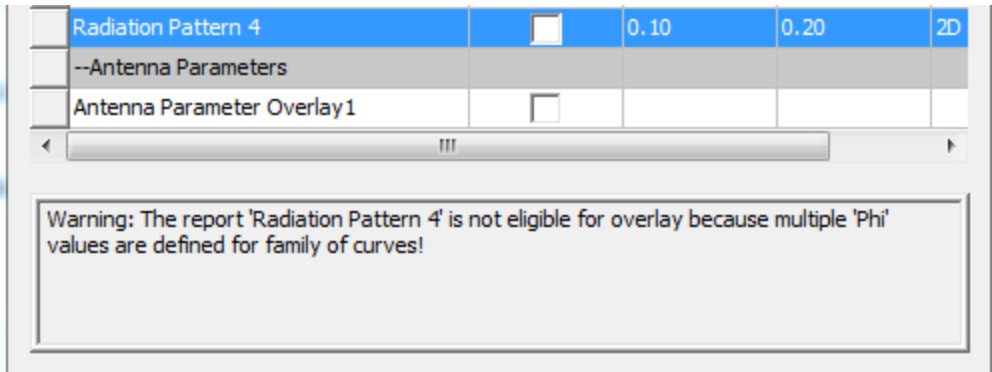 Radiation Pattern 4 0.10 0.20 2D
--Antenna Parameters
Antenna Parameter Overlay1
Warning: The report 'Radiation Pattern 4' is not eligible for overlay because multiple 'Phi'
values are defined for family of curves!